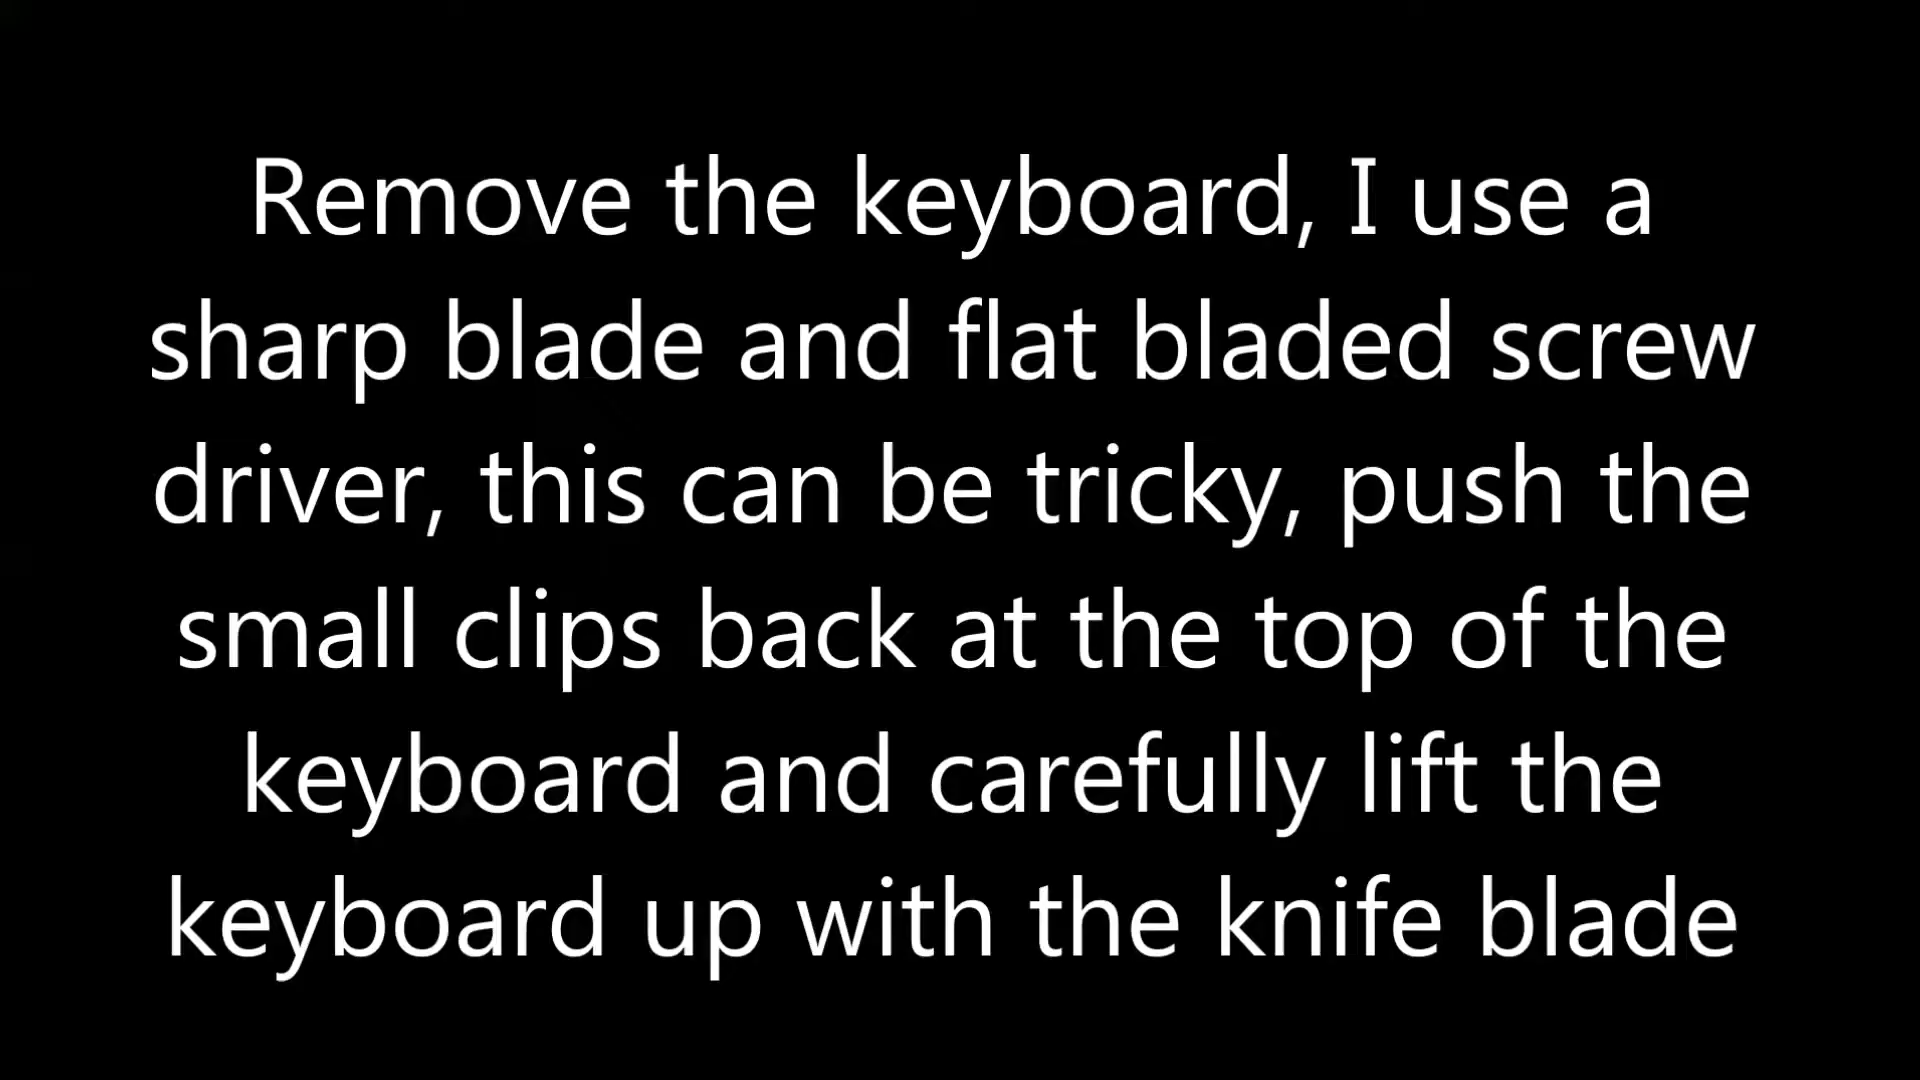 Remove the keyboard, I use a
sharp blade and flat bladed screw
driver, this can be tricky, push the
small clips back at the top of the
keyboard and carefully lift the
keyboard up with the knife blade